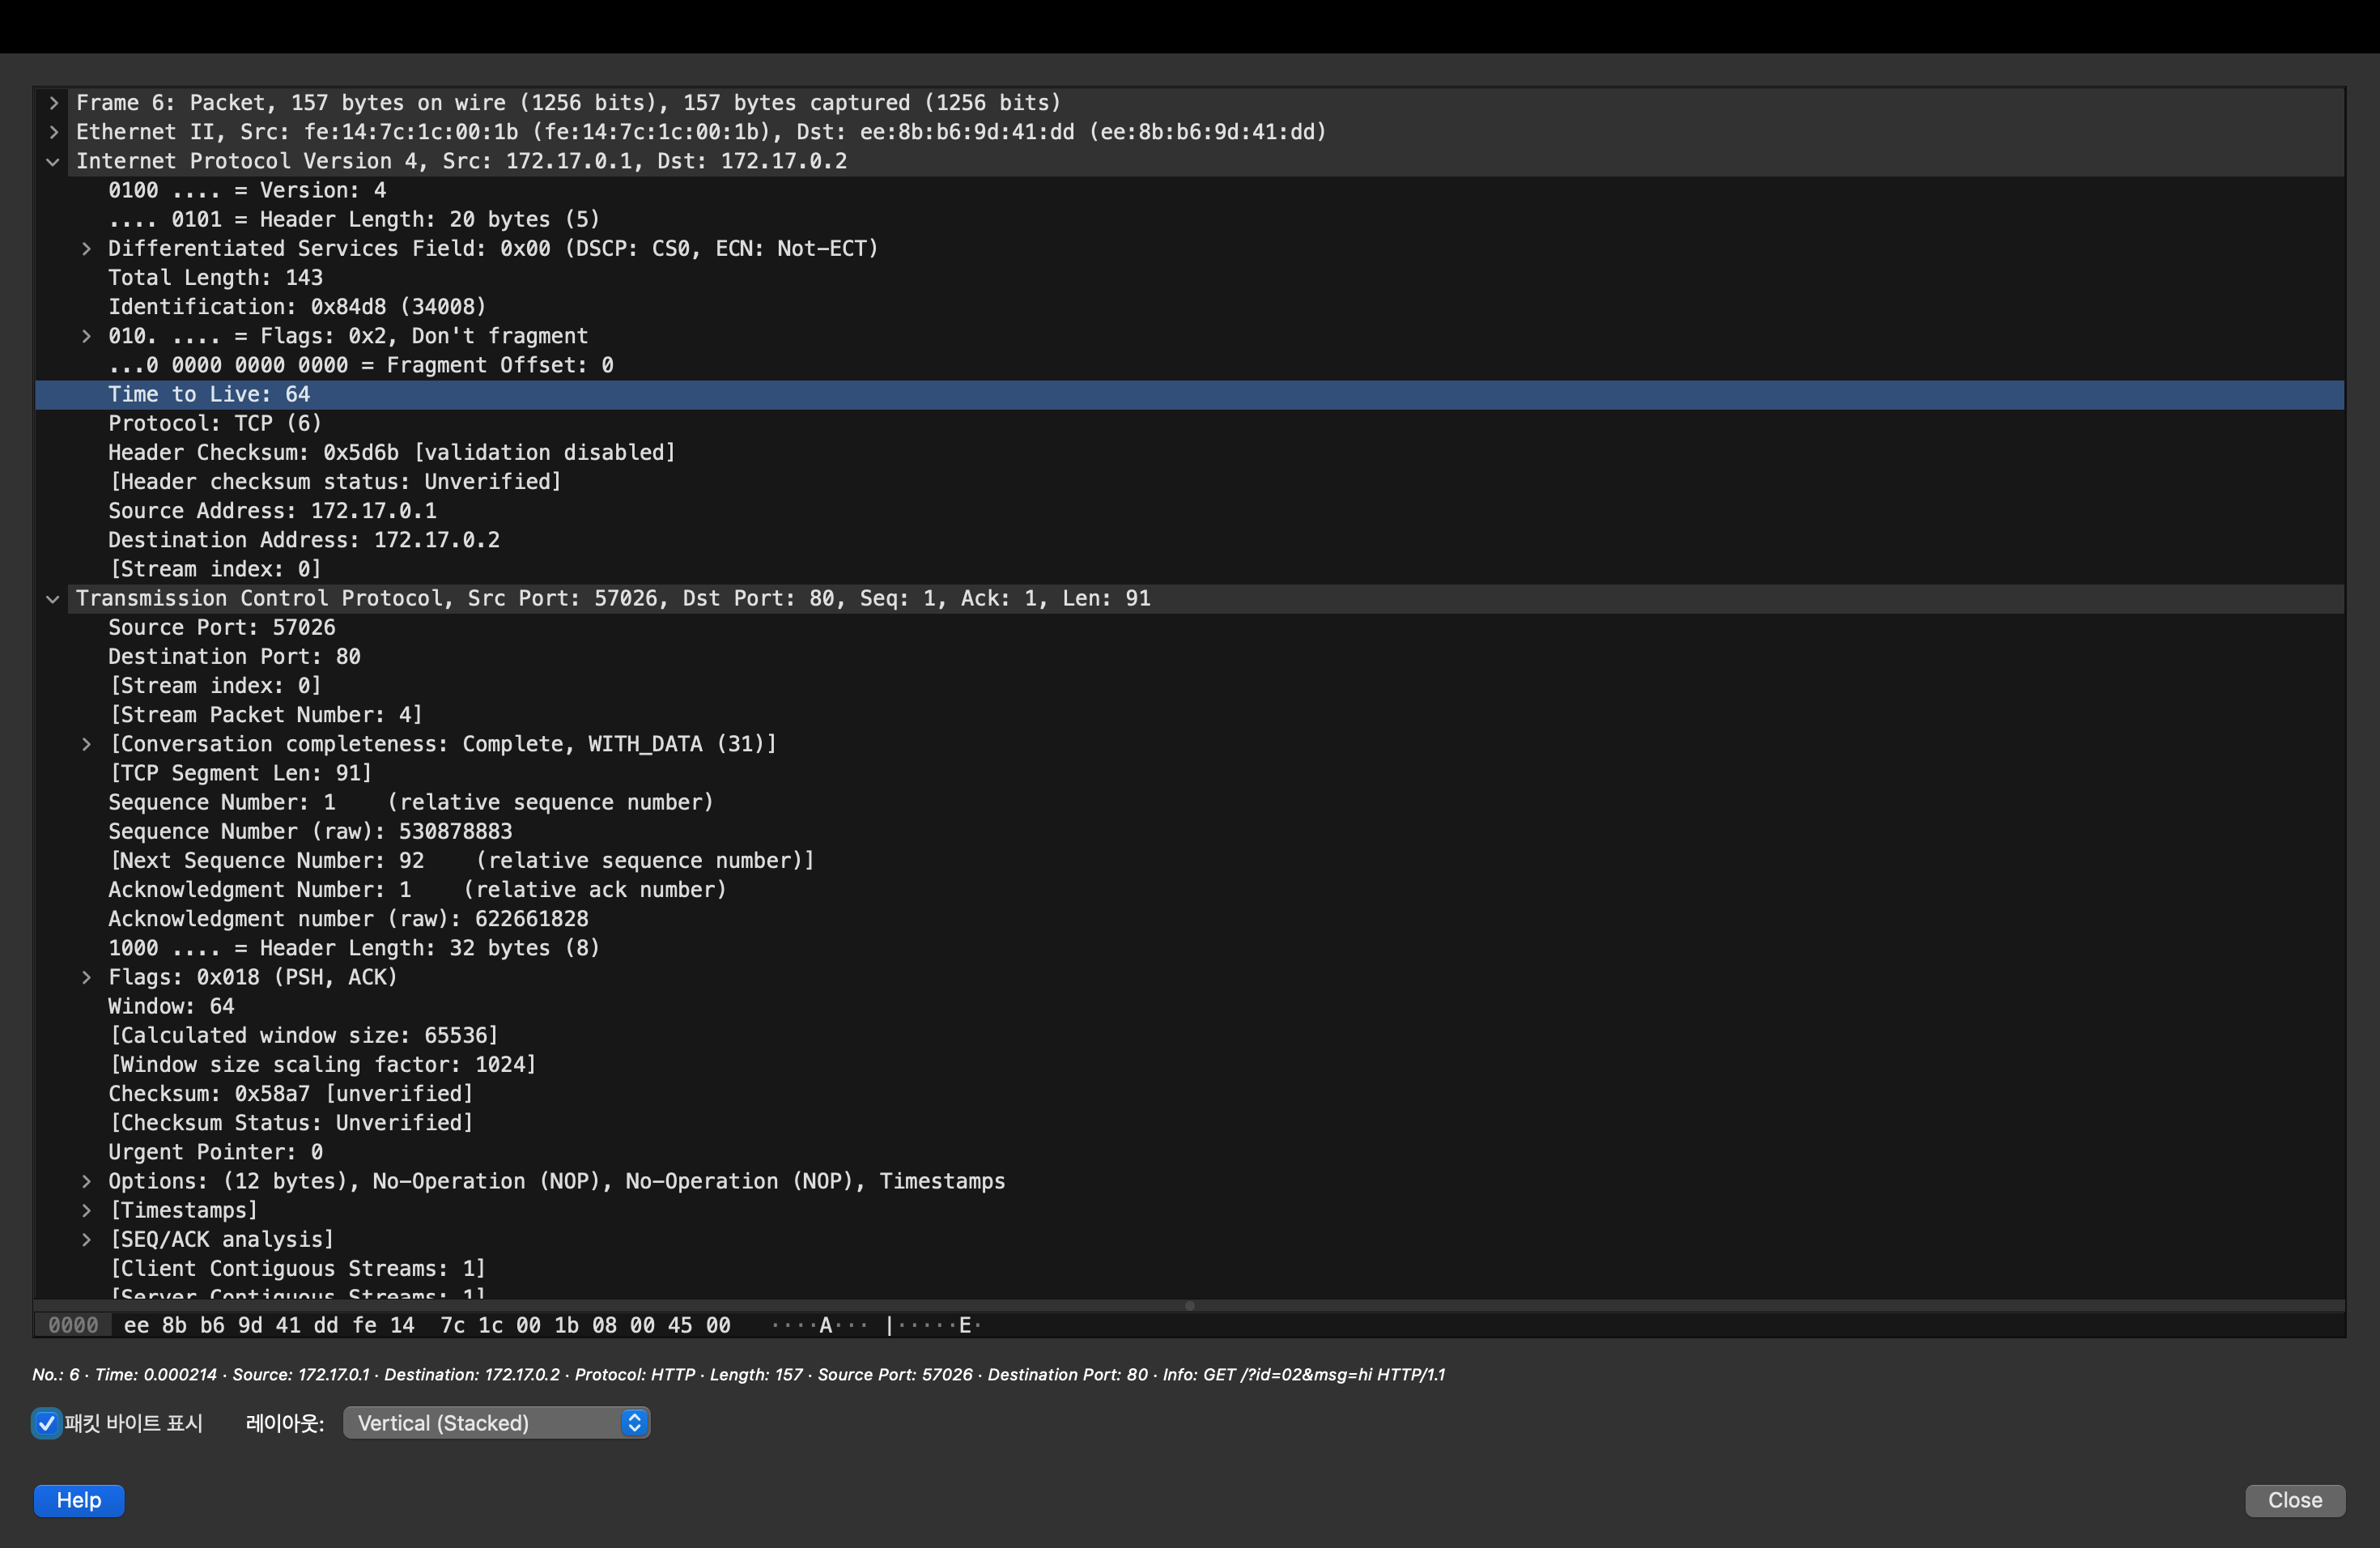 Frame 6: Packet, 157 bytes on wire (1256 bits), 157 bytes captured (1256 bits)
Ethernet II, Src: fe:14:7c:1c:00:1b (fe:14:7c:1c:00:1b), Dst: ee:8b:b6:9d:41:dd (ee:8b:b6:9d:41:dd)
Internet Protocol Version 4, Src: 172.17.0.1, Dst: 172.17.0.2
0100 .... = Version: 4
.... 0101 = Header Length: 20 bytes (5)
Differentiated Services Field: 0x00 (DSCP: CS0, ECN: Not-ECT)
Total Length: 143
Identification: 0x84d8 (34008)
010. .... = Flags: 0x2, Don't fragment
...0 0000 0000 0000 = Fragment Offset: 0
Time to Live: 64
Protocol: TCP (6)
Header Checksum: 0x5d6b [validation disabled]
[Header checksum status: Unverified]
Source Address: 172.17.0.1
Destination Address: 172.17.0.2
[Stream index: 0]
Transmission Control Protocol, Src Port: 57026, Dst Port: 80, Seq: 1, Ack: 1, Len: 91
Source Port: 57026
Destination Port: 80
[Stream index: 0]
[Stream Packet Number: 4]
[Conversation completeness: Complete, WITH_DATA (31)]
[TCP Segment Len: 91]
Sequence Number: 1    (relative sequence number)
Sequence Number (raw): 530878883
[Next Sequence Number: 92    (relative sequence number)]
Acknowledgment Number: 1    (relative ack number)
Acknowledgment number (raw): 622661828
1000 .... = Header Length: 32 bytes (8)
Flags: 0x018 (PSH, ACK)
Window: 64
[Calculated window size: 65536]
[Window size scaling factor: 1024]
Checksum: 0x58a7 [unverified]
[Checksum Status: Unverified]
Urgent Pointer: 0
Options: (12 bytes), No-Operation (NOP), No-Operation (NOP), Timestamps
[Timestamps]
[SEQ/ACK analysis]
[Client Contiguous Streams: 1]
[Server Contiguous Streams: 1]
0000 ee 8b b6 9d 41 dd fe 14 7c 1c 00 1b 08 00 45 00 ····A··· |·····E·
No.: 6 · Time: 0.000214 · Source: 172.17.0.1 · Destination: 172.17.0.2 · Protocol: HTTP · Length: 157 · Source Port: 57026 · Destination Port: 80 · Info: GET /?id=02&msg=hi HTTP/1.1
패킷 바이트 표시 레이아웃: Vertical (Stacked)
Help Close